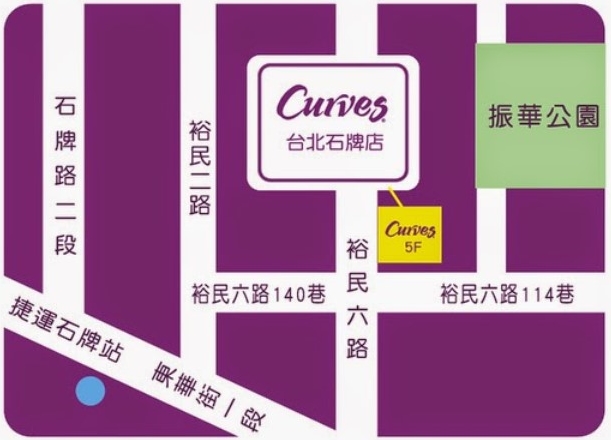 Curves
台北石牌店
振華公園
石牌路二段
裕民二路
Curves
5F
裕民六路
裕民六路140巷
裕民六路114巷
捷運石牌站
東華街一段